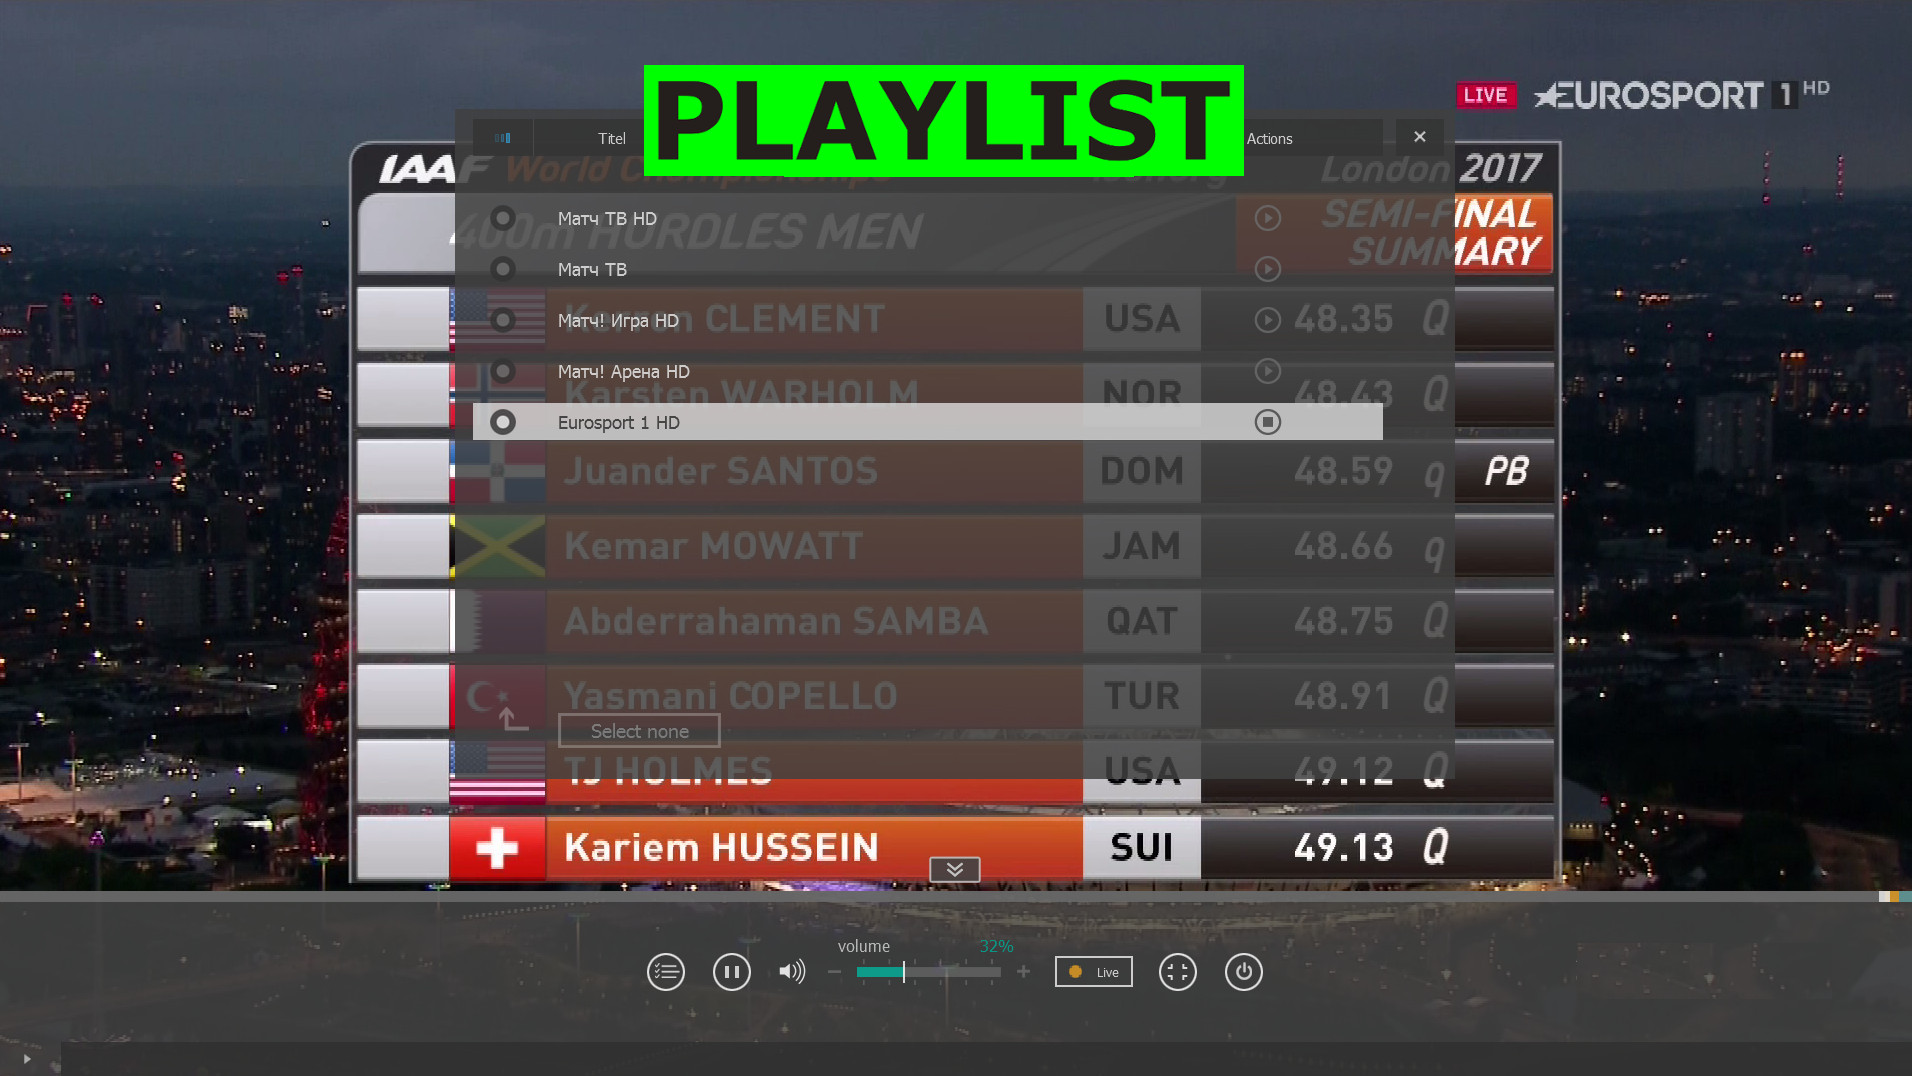 PLAYLIST
LIVE EUROSPORT 1 HD
Titel Actions ×
IAAF World Championships London 2017
400m HURDLES MEN SEMI-FINAL
SUMMARY
Матч ТВ HD
Матч ТВ
Kerron CLEMENT USA 48.35 Q
Матч! Игра HD
Матч! Арена HD
Karsten WARHOLM NOR 48.43 Q
Eurosport 1 HD
Juander SANTOS DOM 48.59 q PB
Kemar MOWATT JAM 48.66 q
Abderrahaman SAMBA QAT 48.75 Q
Yasmani COPELLO TUR 48.91 Q
Select none
TJ HOLMES USA 49.12 Q
Kariem HUSSEIN SUI 49.13 Q
volume 32%
Live